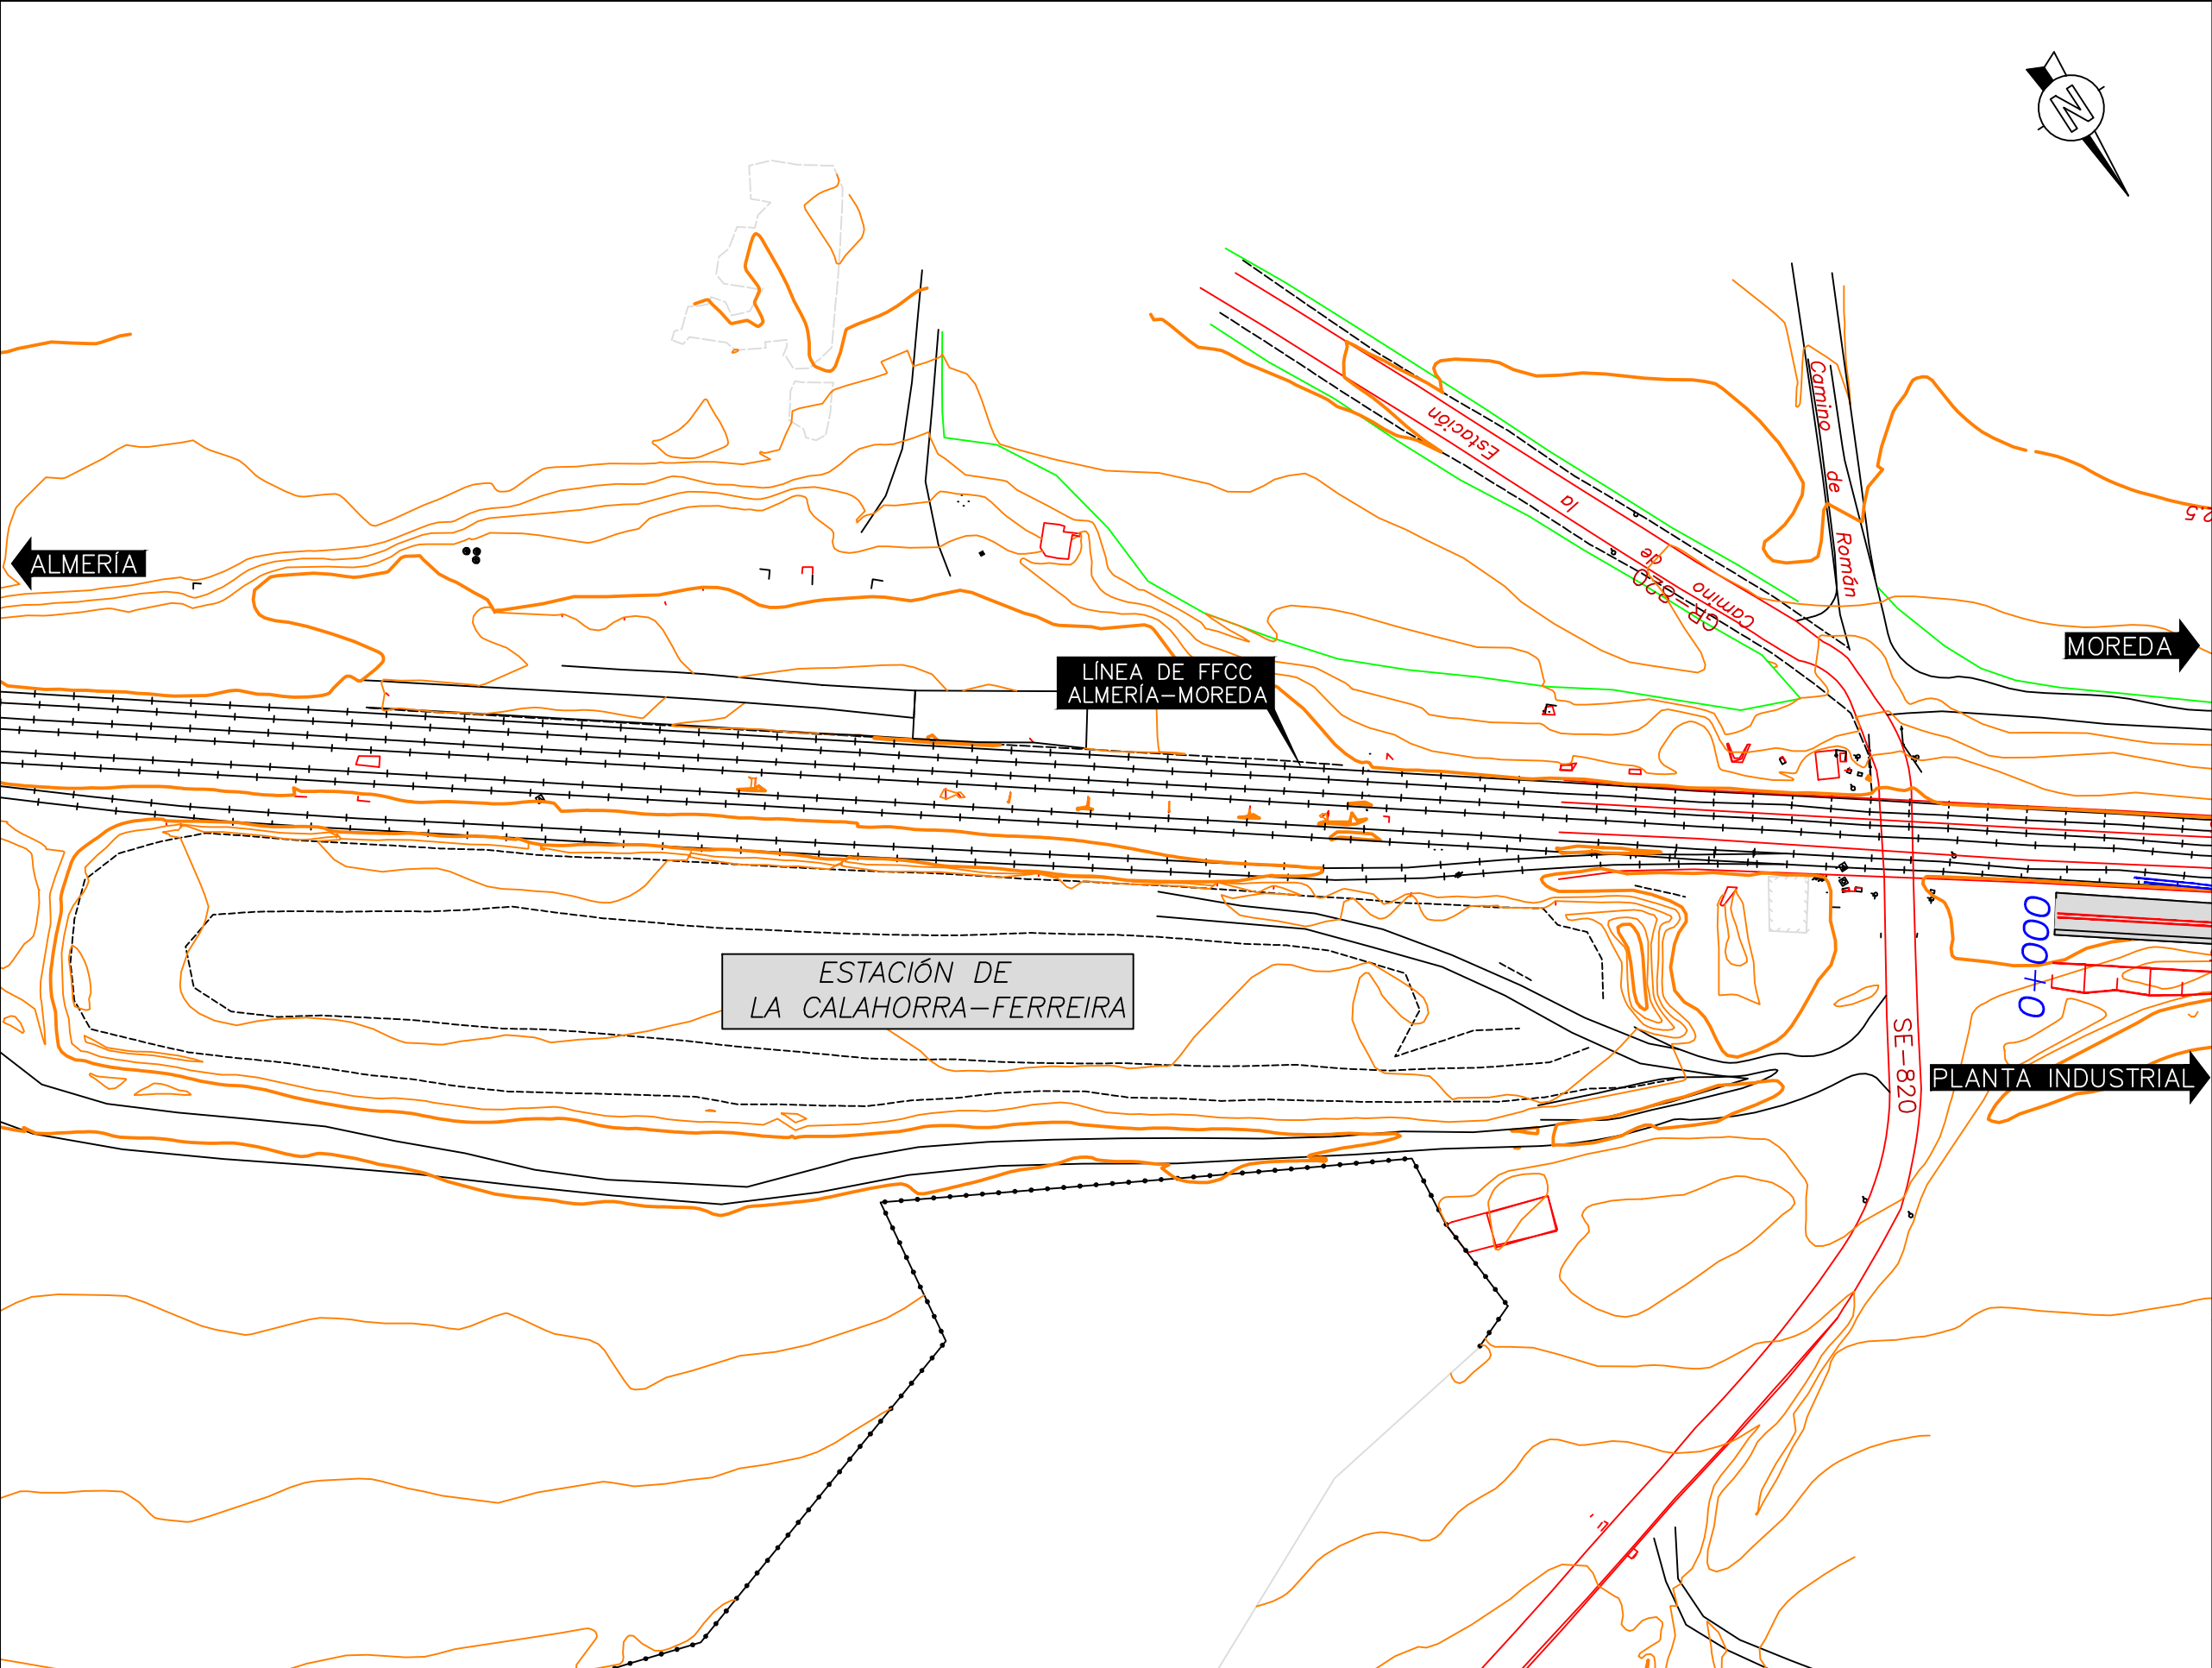 N
Camino
de
Román
Camino de la Estación
GR-820
ALMERÍA
MOREDA
LÍNEA DE FFCC
ALMERÍA-MOREDA
ESTACIÓN DE
LA CALAHORRA-FERREIRA
0+000
SE-820
PLANTA INDUSTRIAL